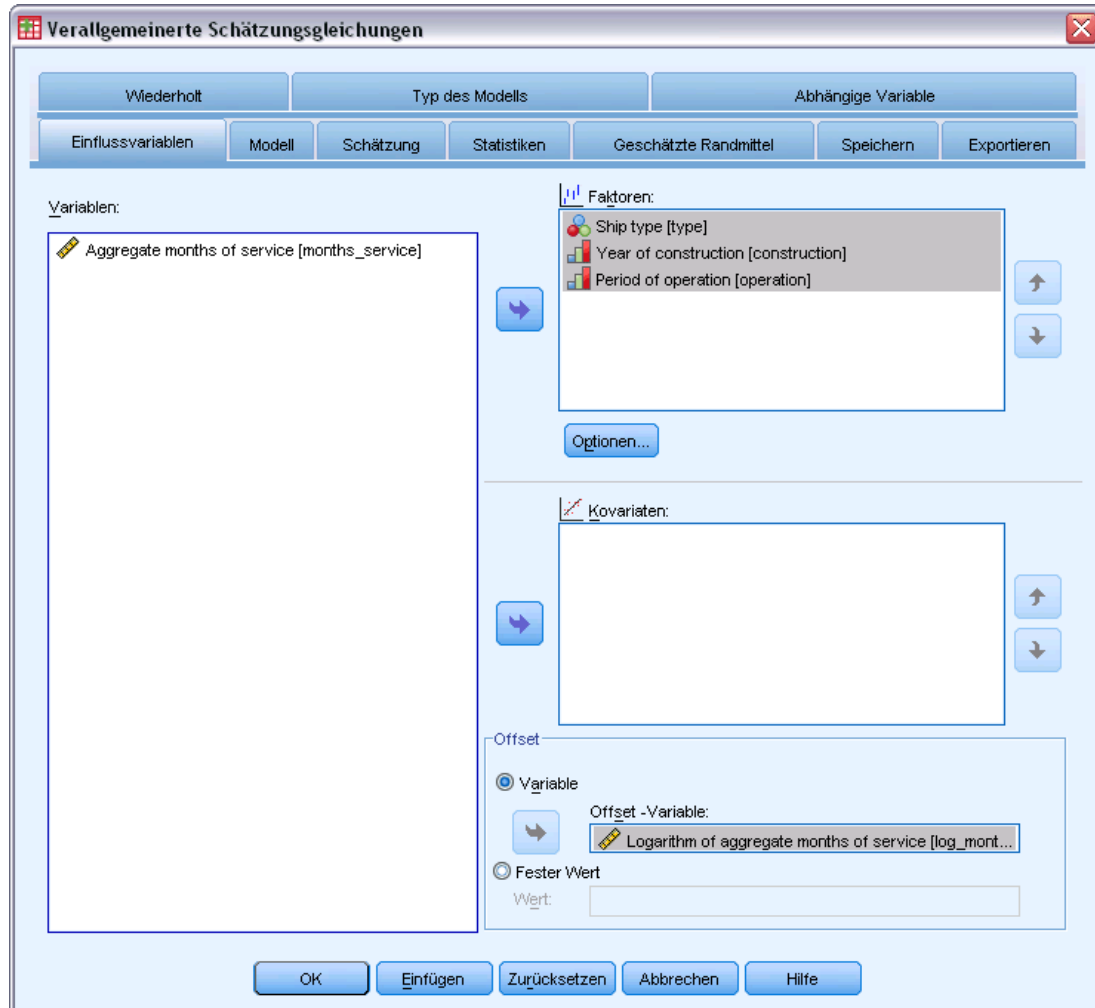 Verallgemeinerte Schätzungsgleichungen
Wiederholt
Typ des Modells
Abhängige Variable
Einflussvariablen
Modell
Schätzung
Statistiken
Geschätzte Randmittel
Speichern
Exportieren
Variablen:
Aggregate months of service [months_service]
Faktoren:
Ship type [type]
Year of construction [construction]
Period of operation [operation]
Optionen...
Kovariaten:
Offset
Variable
Offset -Variable:
Logarithm of aggregate months of service [log_mont...
Fester Wert
Wert:
OK
Einfügen
Zurücksetzen
Abbrechen
Hilfe